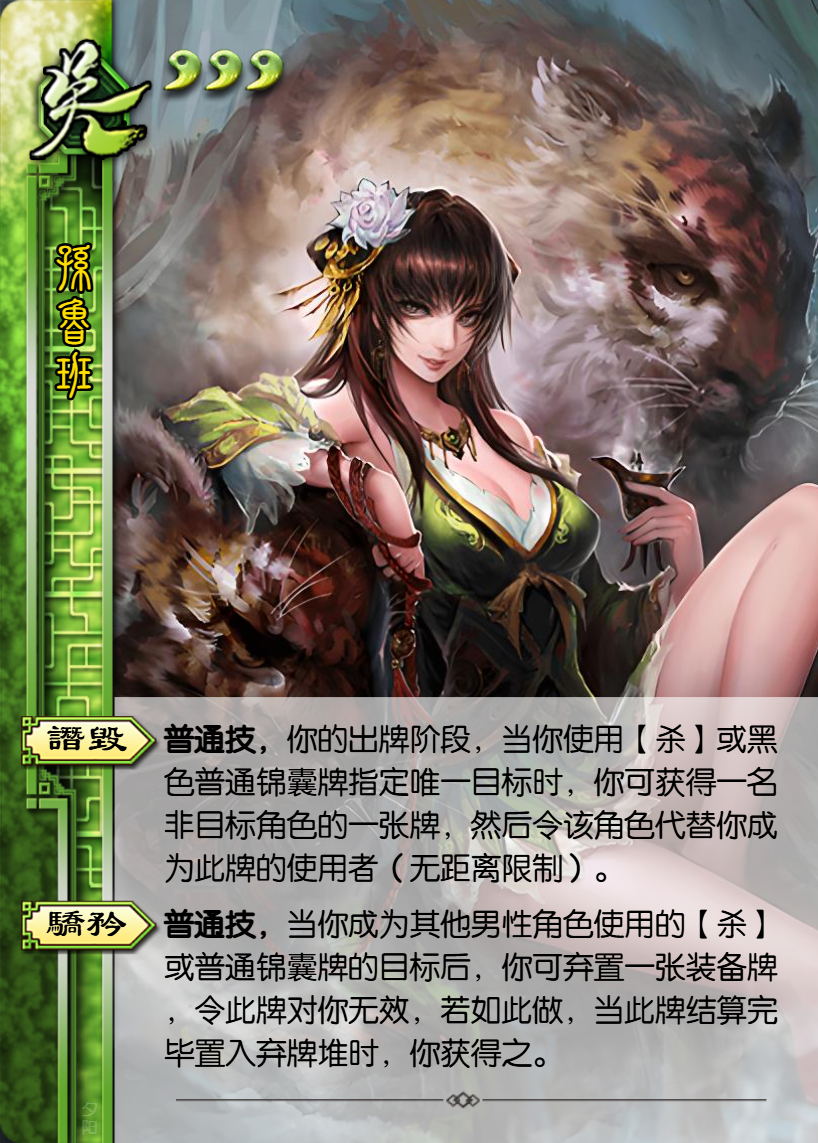 吴
孫魯班
譖毀
普通技，你的出牌阶段，当你使用【杀】或黑
色普通锦囊牌指定唯一目标时，你可获得一名
非目标角色的一张牌，然后令该角色代替你成
为此牌的使用者（无距离限制）。
驕矜
普通技，当你成为其他男性角色使用的【杀】
或普通锦囊牌的目标后，你可弃置一张装备牌
，令此牌对你无效，若如此做，当此牌结算完
毕置入弃牌堆时，你获得之。
夕阳